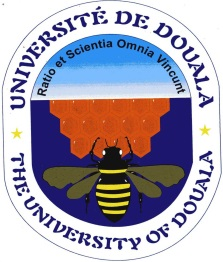 UNIVERSITÉ DE DOUALA
Ratio et Scientia Omnia Vincunt
THE UNIVERSITY OF DOUALA